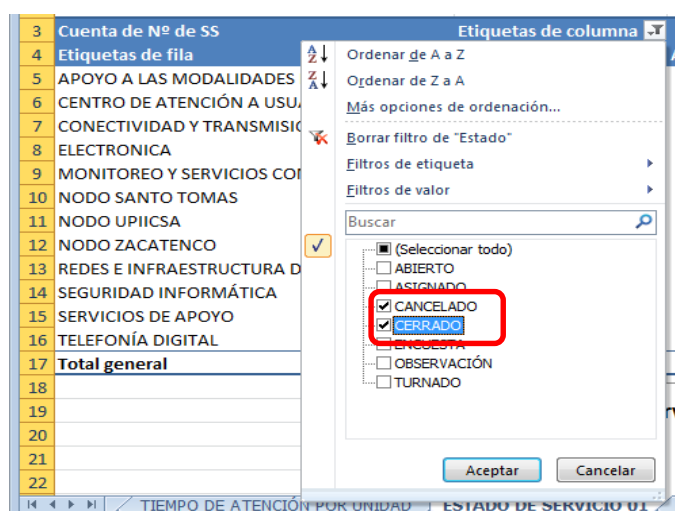 3 Cuenta de Nº de SS Etiquetas de columna
4 Etiquetas de fila
5 APOYO A LAS MODALIDADES
6 CENTRO DE ATENCIÓN A USU
7 CONECTIVIDAD Y TRANSMISIO
8 ELECTRONICA
9 MONITOREO Y SERVICIOS CO
10 NODO SANTO TOMAS
11 NODO UPIICSA
12 NODO ZACATENCO
13 REDES E INFRAESTRUCTURA D
14 SEGURIDAD INFORMÁTICA
15 SERVICIOS DE APOYO
16 TELEFONÍA DIGITAL
17 Total general
18
19
20
21
22
Ordenar de A a Z
Ordenar de Z a A
Más opciones de ordenación...
Borrar filtro de "Estado"
Filtros de etiqueta
Filtros de valor
Buscar
(Seleccionar todo)
ABIERTO
ASIGNADO
CANCELADO
CERRADO
ENCUESTA
OBSERVACIÓN
TURNADO
Aceptar Cancelar
TIEMPO DE ATENCIÓN POR UNIDAD ESTADO DE SERVICIO 01